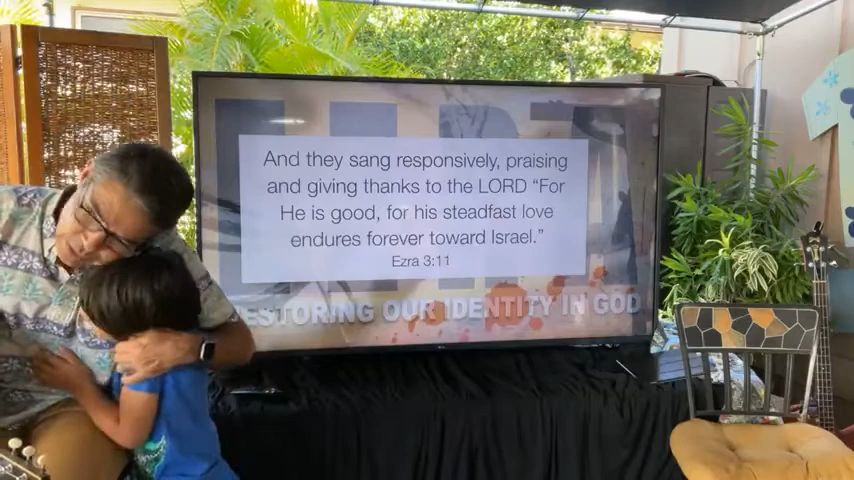 And they sang responsively, praising
and giving thanks to the LORD “For
He is good, for his steadfast love
endures forever toward Israel.”
Ezra 3:11
ESTORING OUR IDENTITY IN GOD